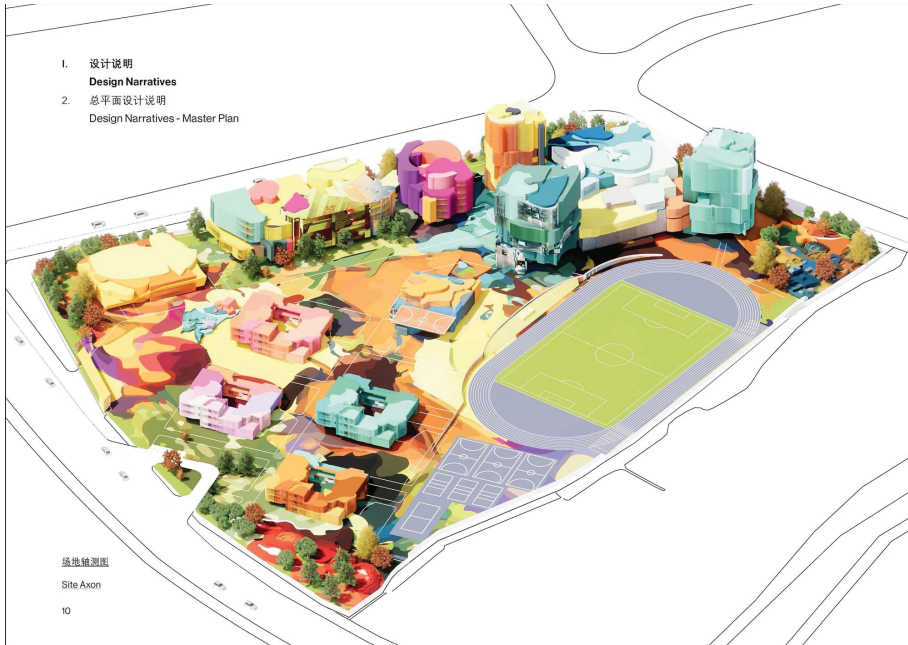 I. 设计说明
Design Narratives
2. 总平面设计说明
Design Narratives - Master Plan
场地轴测图
Site Axon
10